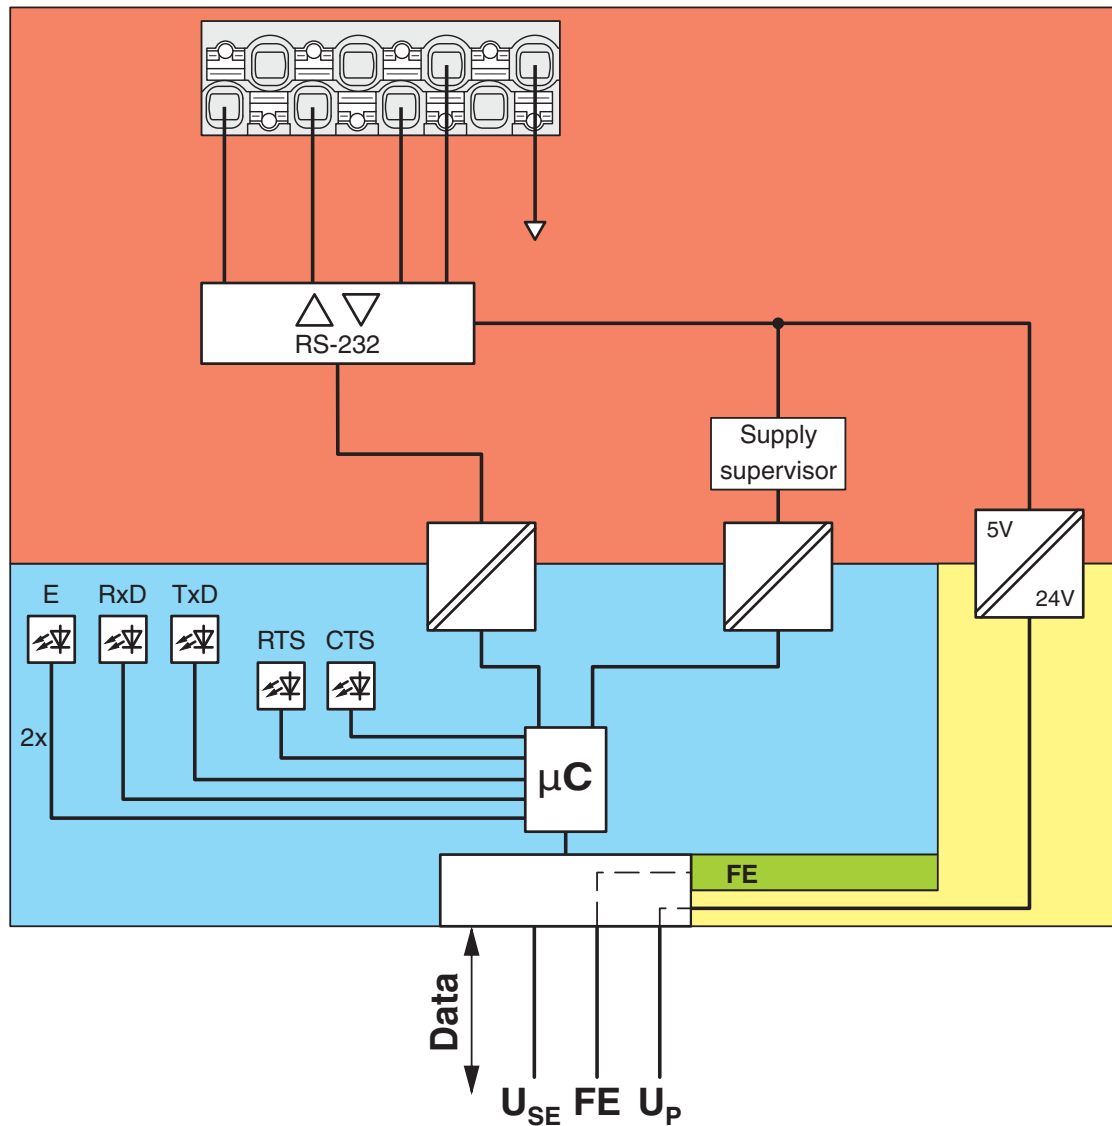 RS-232
Supply
supervisor
5V
24V
E RxD TxD
RTS CTS
2x
µC
FE
Data
USE FE UP